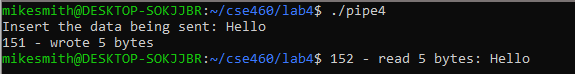 mikesmith@DESKTOP-SOKJJBR:~/cse460/lab4$ ./pipe4
Insert the data being sent: Hello
151 - wrote 5 bytes
mikesmith@DESKTOP-SOKJJBR:~/cse460/lab4$ 152 - read 5 bytes: Hello